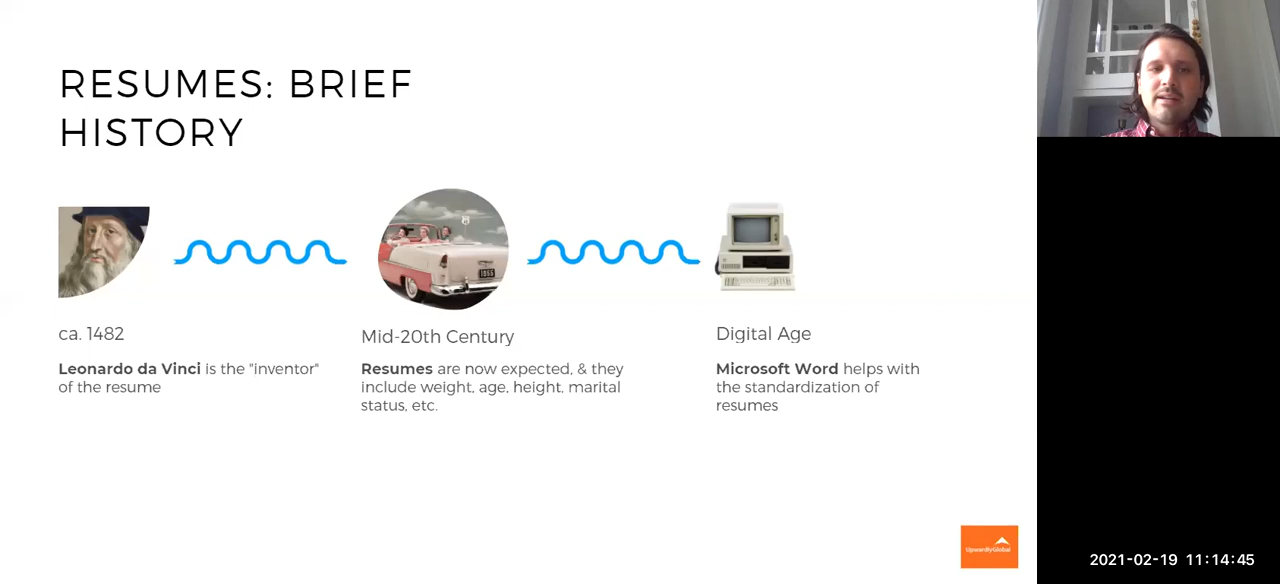 RESUMES: BRIEF
HISTORY
1955
ca. 1482
Leonardo da Vinci is the "inventor"
of the resume
Mid-20th Century
Resumes are now expected, & they
include weight, age, height, marital
status, etc.
Digital Age
Microsoft Word helps with
the standardization of
resumes
UpwardlyGlobal
2021-02-19 11:14:45